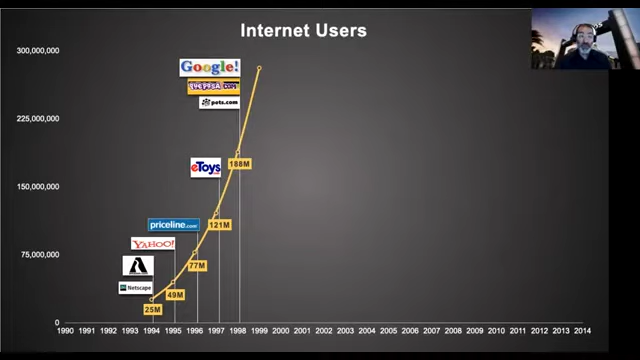 Internet Users
300,000,000
Google!
pets.com
225,000,000
188M
eToys
150,000,000
121M
priceline.com
YAHOO!
77M
75,000,000
49M
Netscape
25M
0
1990 1991 1992 1993 1994 1995 1996 1997 1998 1999 2000 2001 2002 2003 2004 2005 2006 2007 2008 2009 2010 2011 2012 2013 2014